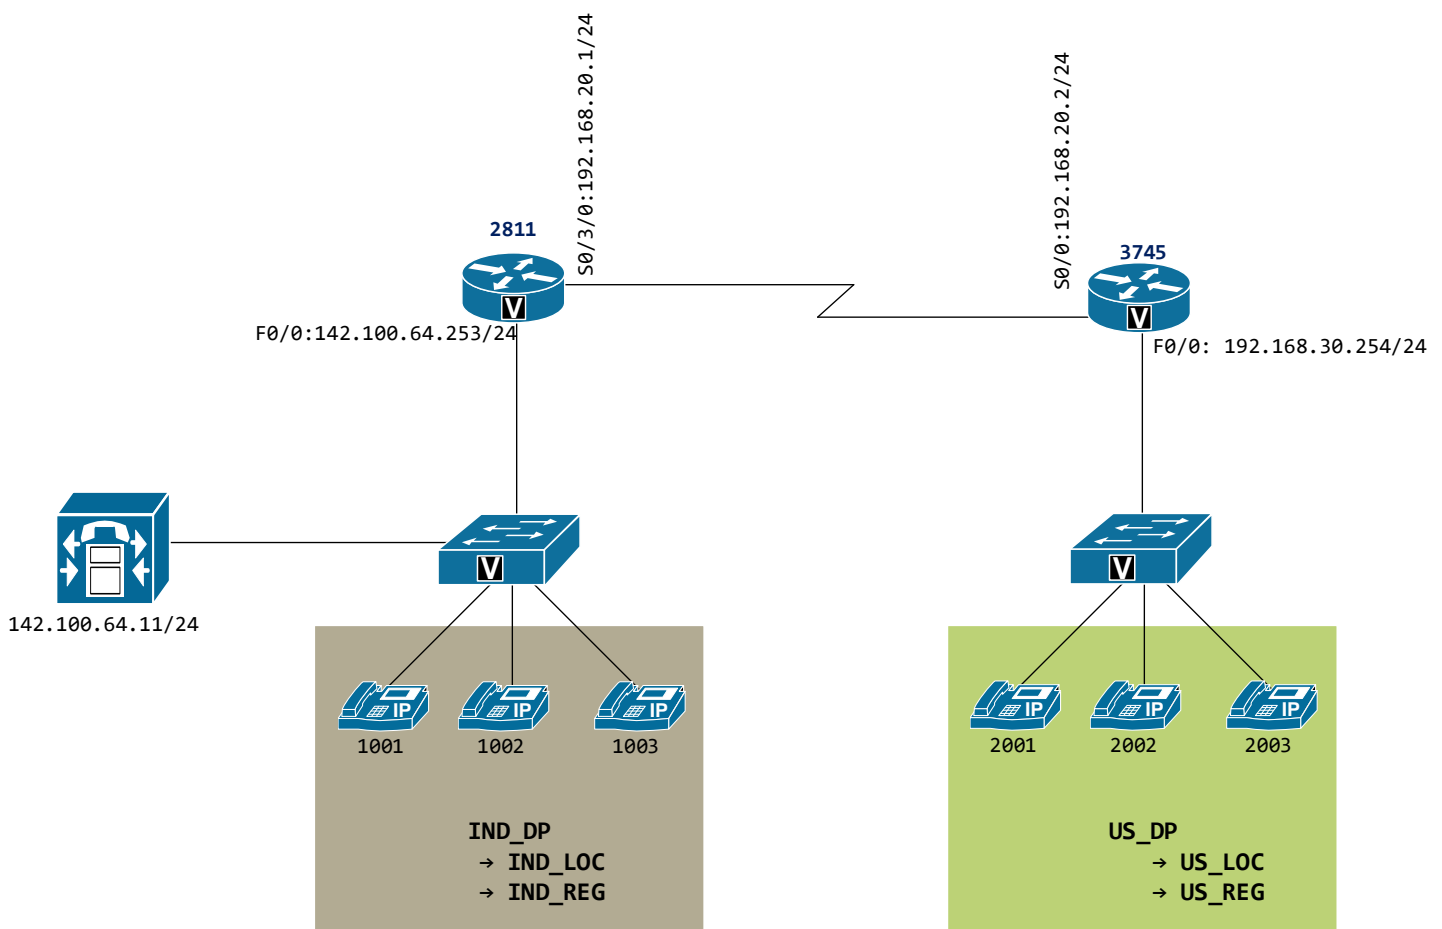 S0/3/0:192.168.20.1/24
S0/0:192.168.20.2/24
2811
3745
V
V
F0/0:142.100.64.253/24
F0/0: 192.168.30.254/24
V
V
142.100.64.11/24
IP
IP
IP
IP
IP
IP
1001
1002
1003
2001
2002
2003
IND_DP
→ IND_LOC
→ IND_REG
US_DP
→ US_LOC
→ US_REG